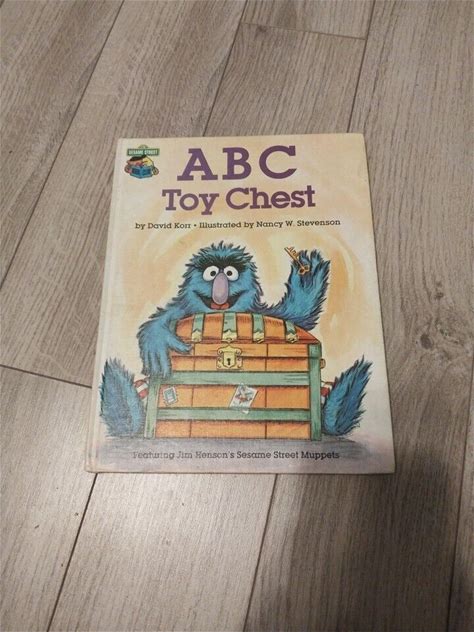 SESAME STREET
ABC
Toy Chest
by David Korr • Illustrated by Nancy W. Stevenson
Featuring Jim Henson's Sesame Street Muppets